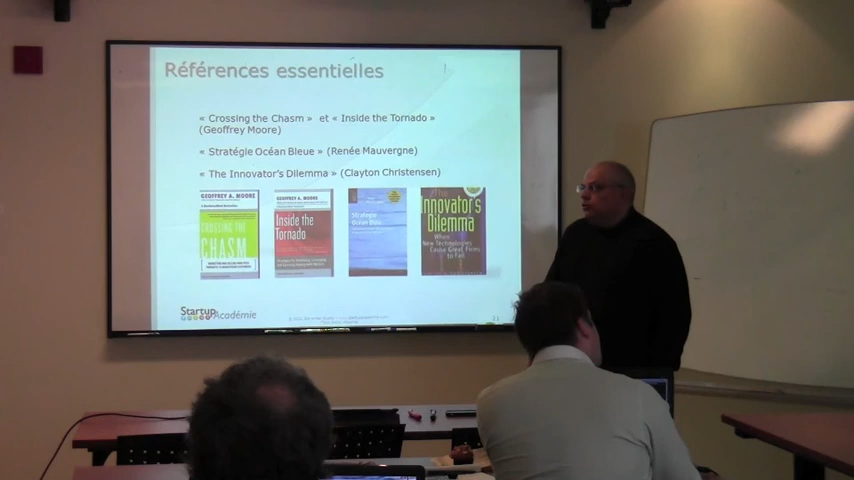 Références essentielles
« Crossing the Chasm » et « Inside the Tornado »
(Geoffrey Moore)
« Stratégie Océan Bleue » (Renée Mauvergne)
« The Innovator's Dilemma » (Clayton Christensen)
GEOFFREY A. MOORE
CROSSING THE
CHASM
GEOFFREY A. MOORE
Inside the
Tornado
Stratégie
Océan Bleu
The
Innovator's
Dilemma
When
New Technologies
Cause Great Firms
to Fail
Startup
Académie